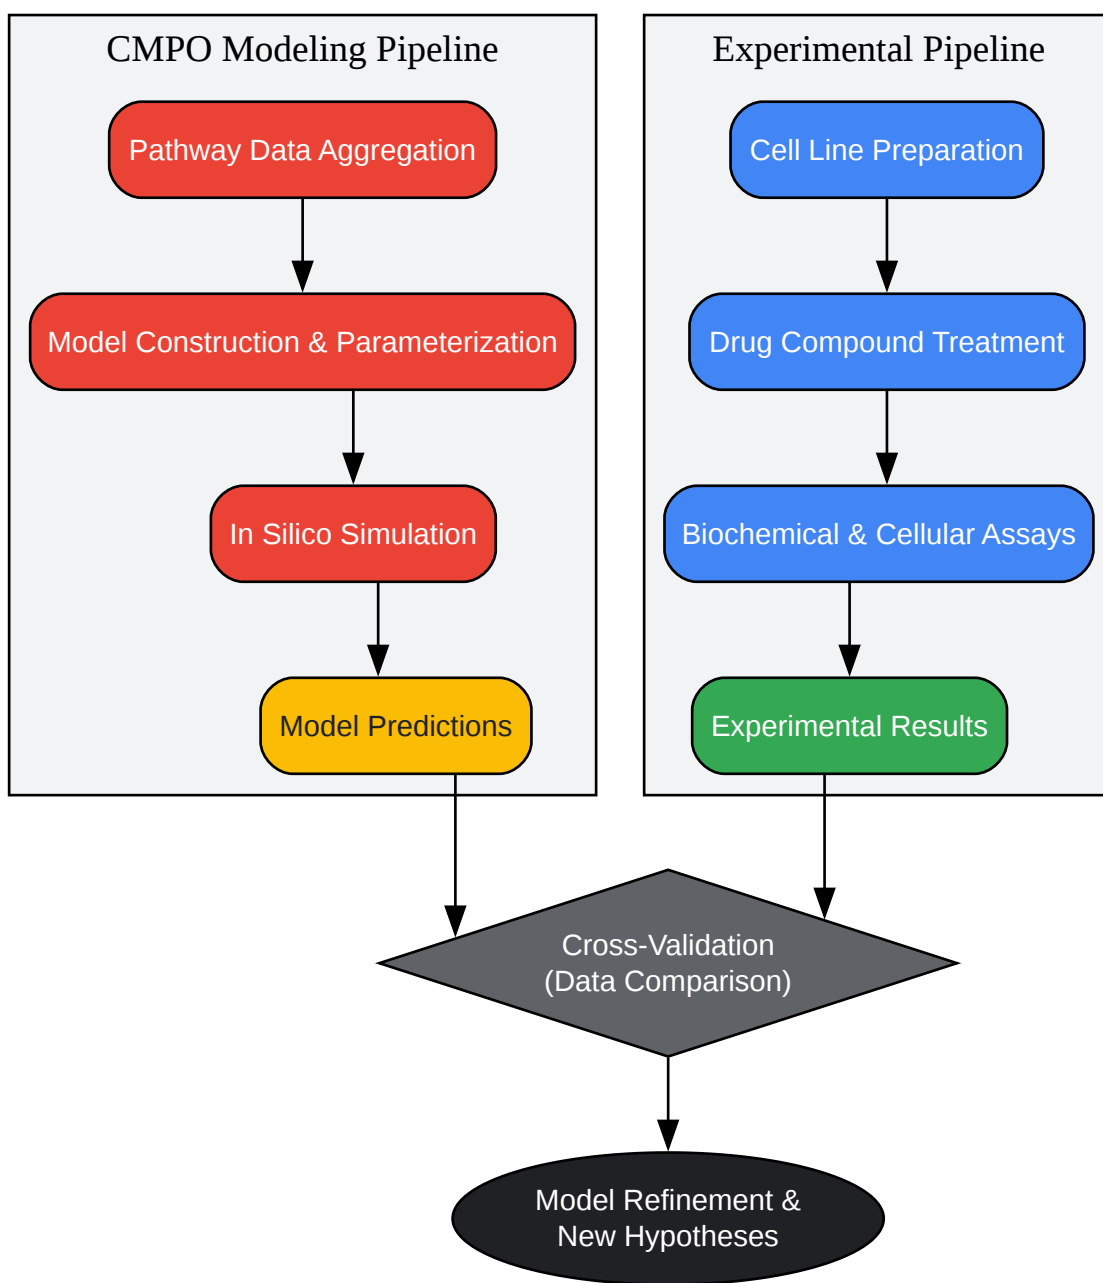 CMPO Modeling Pipeline
Pathway Data Aggregation
Model Construction & Parameterization
In Silico Simulation
Model Predictions
Experimental Pipeline
Cell Line Preparation
Drug Compound Treatment
Biochemical & Cellular Assays
Experimental Results
Cross-Validation
(Data Comparison)
Model Refinement &
New Hypotheses